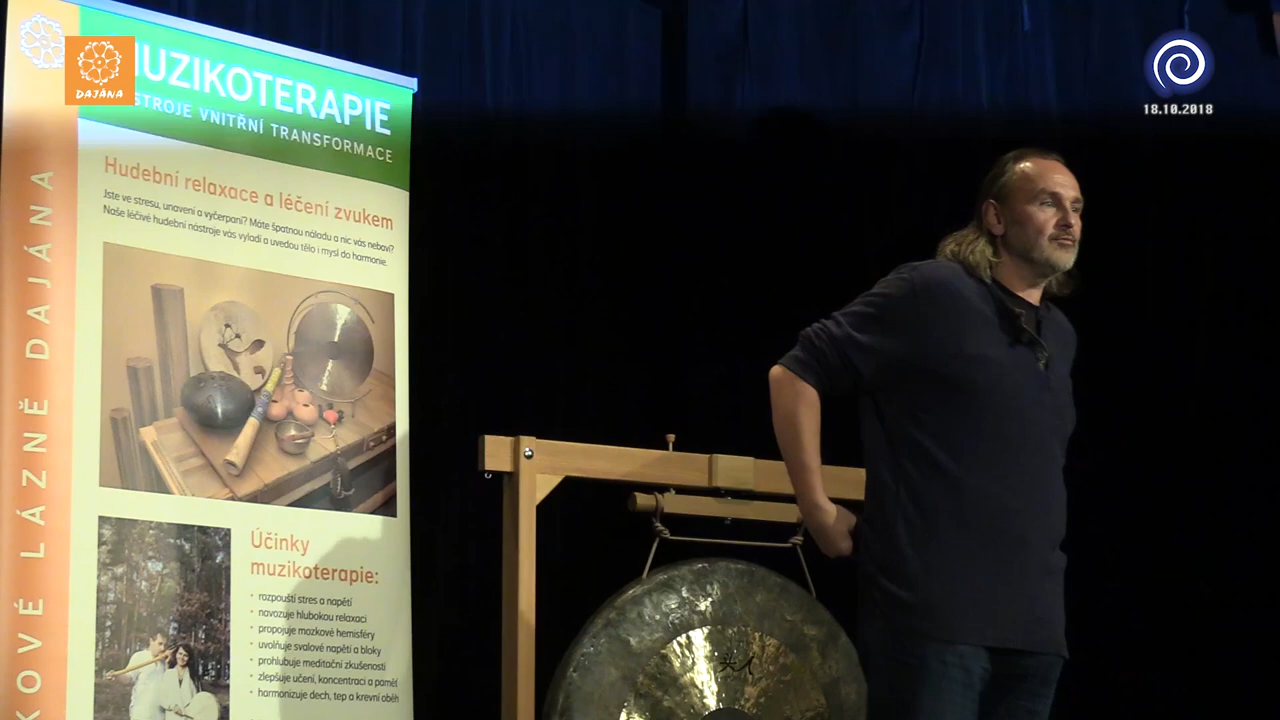 DAJÁNA
18.10.2018
MUZIKOTERAPIE
VNITŘNÍ TRANSFORMACE
Hudební relaxace a léčení zvukem
Jste ve stresu, unavení a vyčerpaní? Máte špatnou náladu a nic vás nebaví?
Naše léčivé hudební nástroje vás vyladí a uvedou tělo i mysl do harmonie.
LÁZNĚ DAJÁNA
Účinky
muzikoterapie:
• rozpouští stres a napětí
• navozuje hlubokou relaxaci
• propojuje mozkové hemisféry
• uvolňuje svalové napětí a bloky
• prohlubuje meditační zkušenosti
• zlepšuje učení, koncentraci a paměť
• harmonizuje dech, tep a krevní oběh